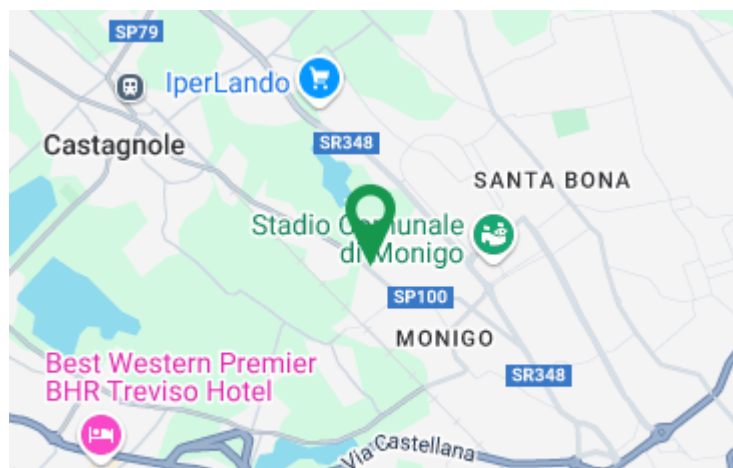 SP79
IperLando
SR348
Castagnole
SANTA BONA
Stadio Comunale
di Monigo
SP100
MONIGO
Best Western Premier
BHR Treviso Hotel
SR348
Via Castellana